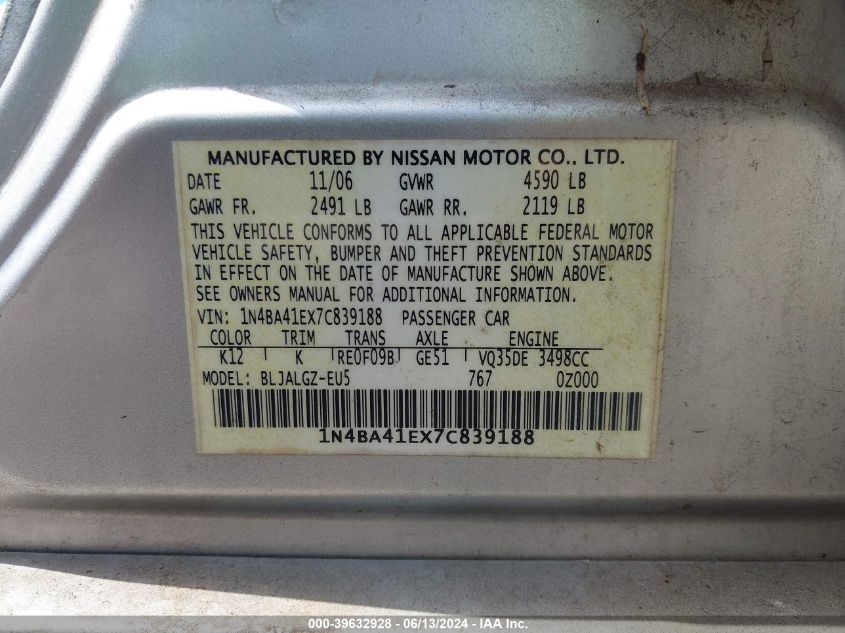 MANUFACTURED BY NISSAN MOTOR CO., LTD.
DATE 11/06 GVWR 4590 LB
GAWR FR. 2491 LB GAWR RR. 2119 LB
THIS VEHICLE CONFORMS TO ALL APPLICABLE FEDERAL MOTOR
VEHICLE SAFETY, BUMPER AND THEFT PREVENTION STANDARDS
IN EFFECT ON THE DATE OF MANUFACTURE SHOWN ABOVE.
SEE OWNERS MANUAL FOR ADDITIONAL INFORMATION.
VIN: 1N4BA41EX7C839188 PASSENGER CAR
COLOR TRIM TRANS AXLE ENGINE
K12 K RE0F09B GE51 VQ35DE 3498CC
MODEL: BLJALGZ-EU5 767 0Z000
1N4BA41EX7C839188
000-39632928 - 06/13/2024 - IAA Inc.